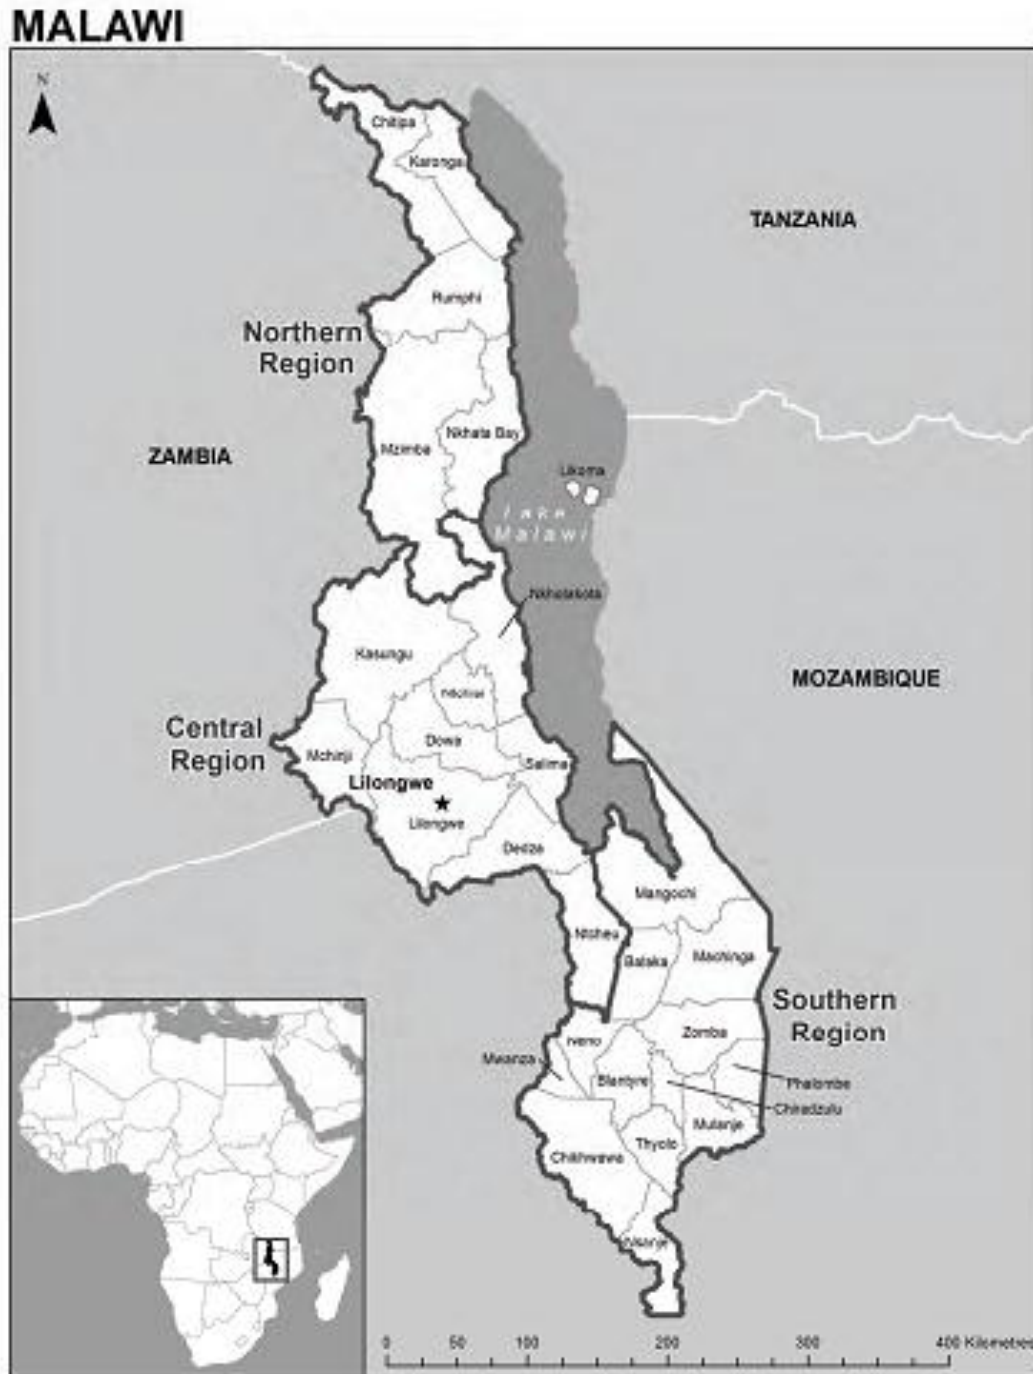 MALAWI
N
Chitipa
Karonga
TANZANIA
Rumphi
Northern
Region
Nkhata Bay
Mzimba
ZAMBIA
Likoma
Lake
Malawi
Nkhotakota
Kasungu
MOZAMBIQUE
Ntchisi
Central
Region
Dowa
Mchinji
Salima
Lilongwe
Lilongwe
Dedza
Mangochi
Ntcheu
Balaka
Machinga
Southern
Region
Zomba
Mwanza
Blantyre
Phalombe
Chiradzulu
Mulanje
Thyolo
Chikhwawa
Nsanje
0 50 100 200 300 400 Kilometres